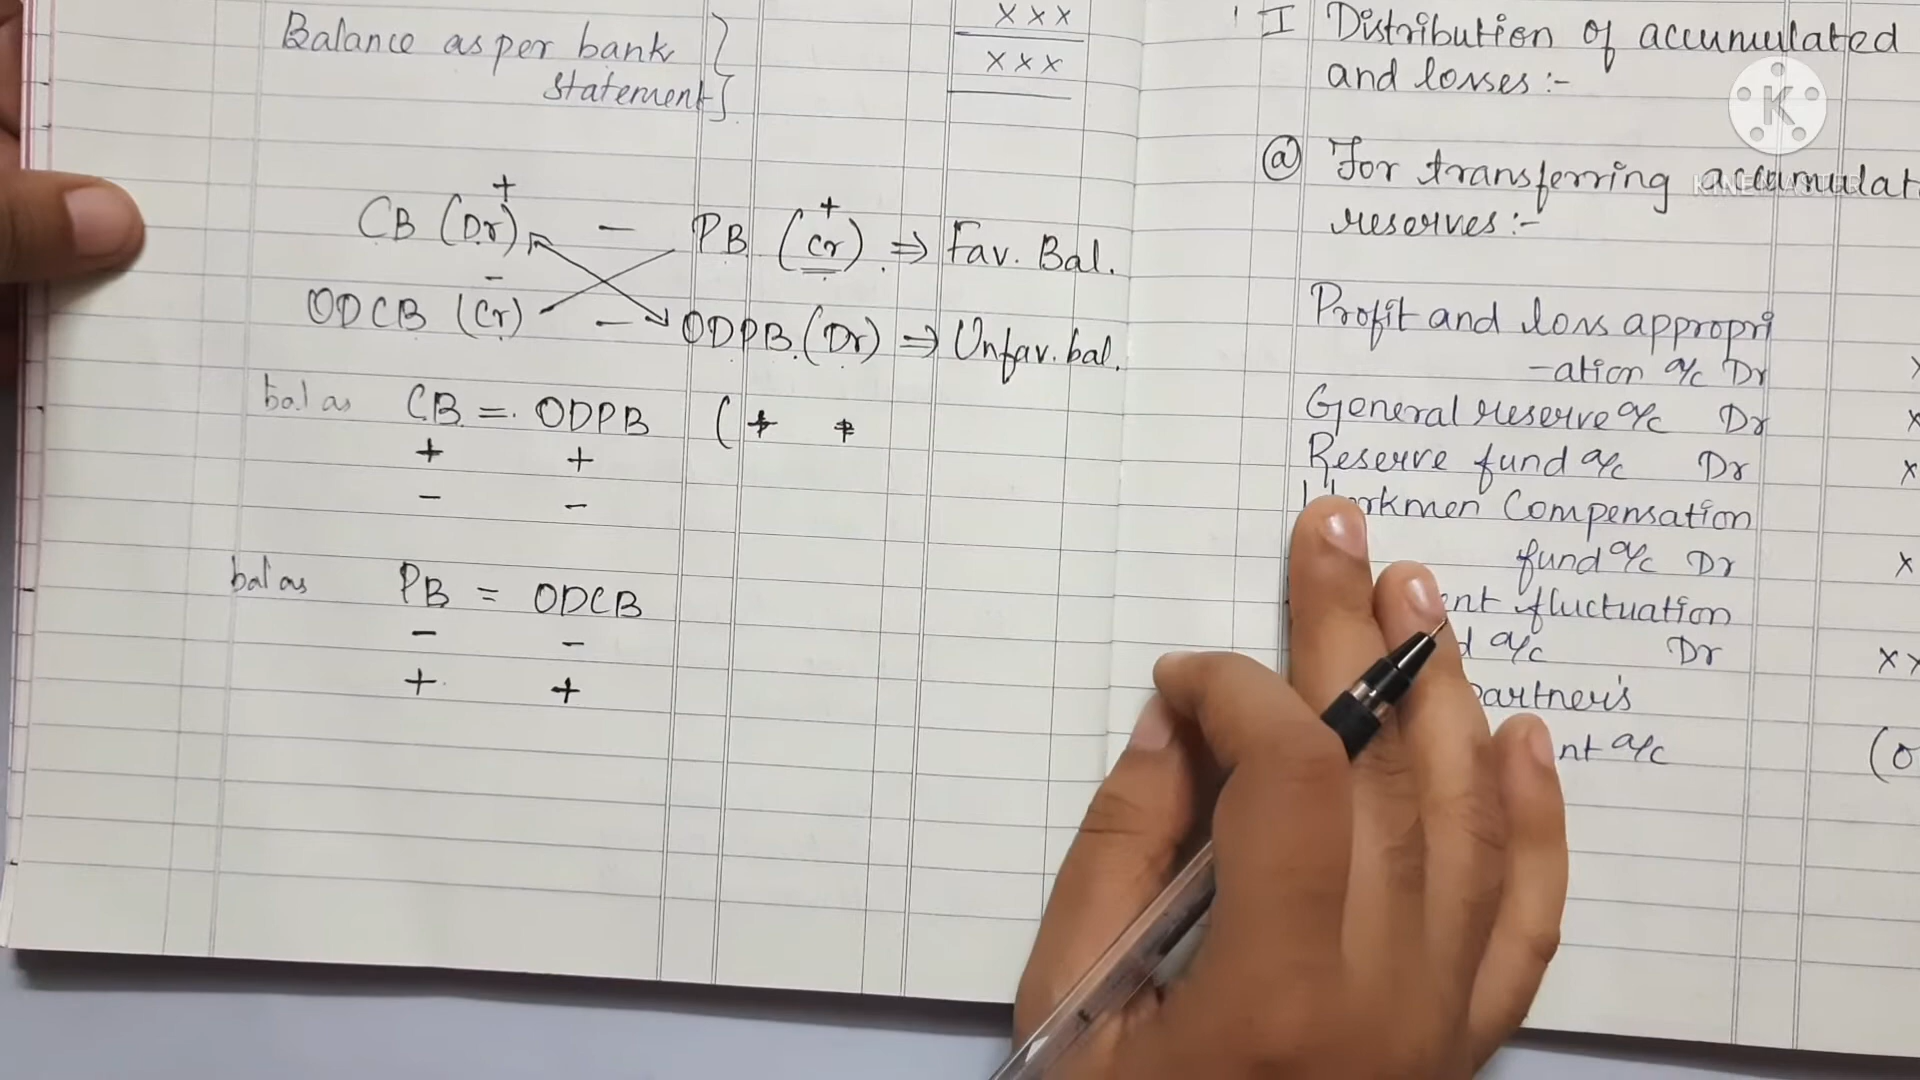 Balance as per bank
statement
x x x
x x x
+ +
CB (Dr) — PB (Cr) ⇒ Fav. Bal.
-
ODCB (Cr) — ODPB. (Dr) ⇒ Unfav. bal.
bal as CB = ODPB ( + +
+ +
- -
bal as PB = ODCB
- -
+ +
I Distribution of accumulated
and losses :-
K
KINEMASTER
(a) For transferring
reserves :-
Profit and loss appropri
-ation a/c Dr
General reserve a/c Dr x
Reserve fund a/c Dr x
Compensation
fund a/c Dr x
fluctuation
a/c Dr xx
partner's
a/c (